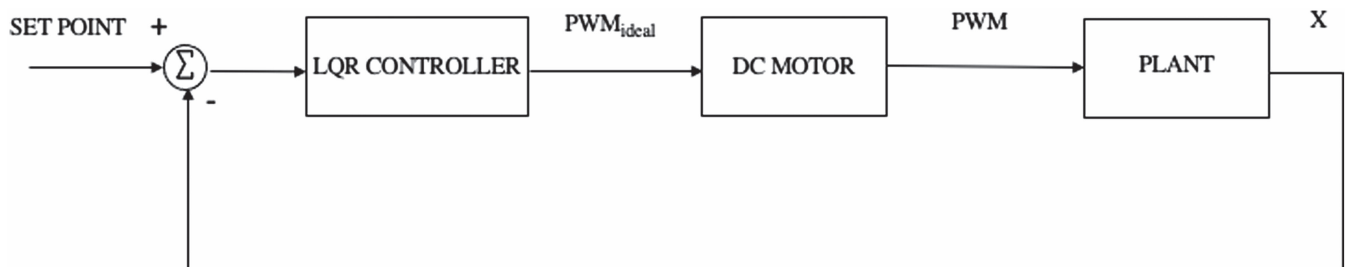 SET POINT +
Σ
-
LQR CONTROLLER
PWMideal
DC MOTOR
PWM
PLANT
X